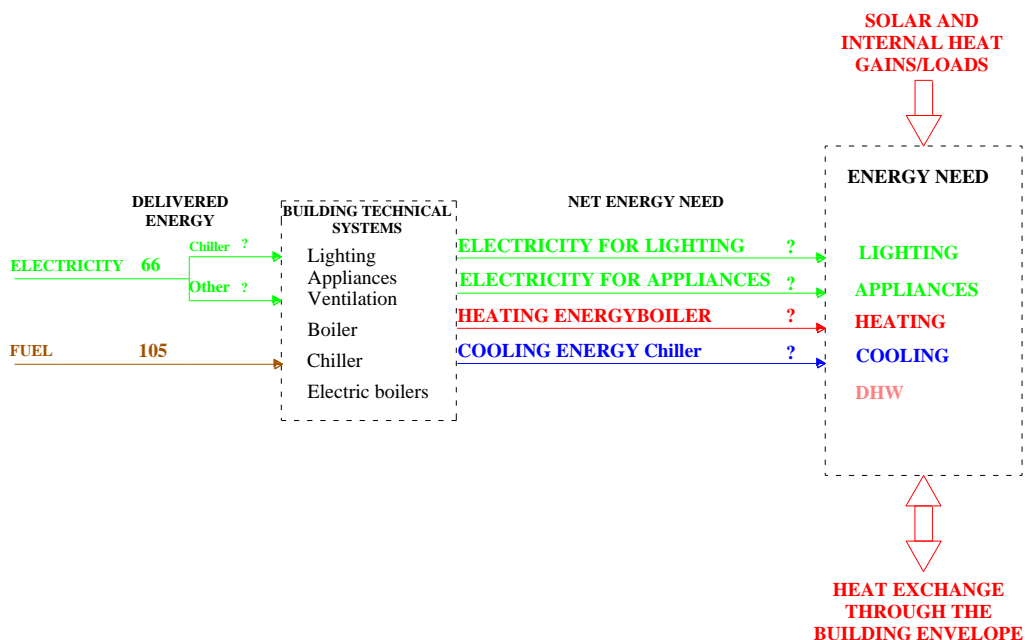 SOLAR AND
INTERNAL HEAT
GAINS/LOADS
ENERGY NEED
DELIVERED
ENERGY
BUILDING TECHNICAL
SYSTEMS
NET ENERGY NEED
Chiller ?
ELECTRICITY 66
Other ?
FUEL 105
Lighting
Appliances
Ventilation
Boiler
Chiller
Electric boilers
ELECTRICITY FOR LIGHTING ?
ELECTRICITY FOR APPLIANCES ?
HEATING ENERGYBOILER ?
COOLING ENERGY Chiller ?
LIGHTING
APPLIANCES
HEATING
COOLING
DHW
HEAT EXCHANGE
THROUGH THE
BUILDING ENVELOPE